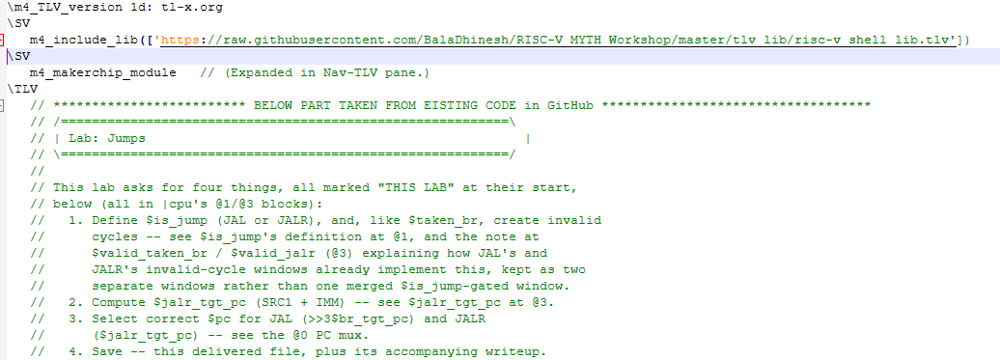 \m4_TLV_version 1d: tl-x.org
\SV
m4_include_lib(['https://raw.githubusercontent.com/BalaDhinesh/RISC-V_MYTH_Workshop/master/tlv_lib/risc-v_shell_lib.tlv'])
\SV
m4_makerchip_module   // (Expanded in Nav-TLV pane.)
\TLV
// ************************* BELOW PART TAKEN FROM EISTING CODE in GitHub ***********************************
// /==========================================================\
// | Lab: Jumps                                                 |
// \==========================================================/
//
// This lab asks for four things, all marked "THIS LAB" at their start,
// below (all in |cpu's @1/@3 blocks):
//   1. Define $is_jump (JAL or JALR), and, like $taken_br, create invalid
//      cycles -- see $is_jump's definition at @1, and the note at
//      $valid_taken_br / $valid_jalr (@3) explaining how JAL's and
//      JALR's invalid-cycle windows already implement this, kept as two
//      separate windows rather than one merged $is_jump-gated window.
//   2. Compute $jalr_tgt_pc (SRC1 + IMM) -- see $jalr_tgt_pc at @3.
//   3. Select correct $pc for JAL (>>3$br_tgt_pc) and JALR
//      ($jalr_tgt_pc) -- see the @0 PC mux.
//   4. Save -- this delivered file, plus its accompanying writeup.